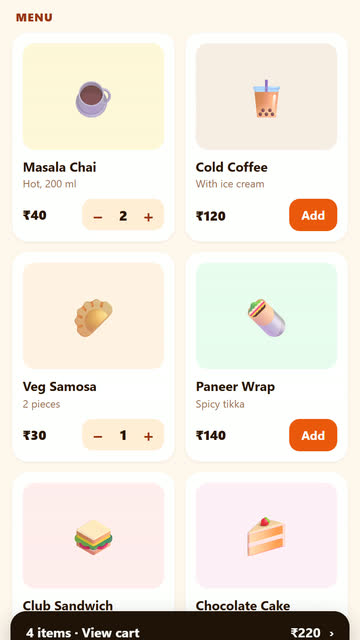 MENU
Masala Chai
Hot, 200 ml
₹40
– 2 +
Cold Coffee
With ice cream
₹120
Add
Veg Samosa
2 pieces
₹30
– 1 +
Paneer Wrap
Spicy tikka
₹140
Add
Club Sandwich
Chocolate Cake
4 items · View cart
₹220 ›